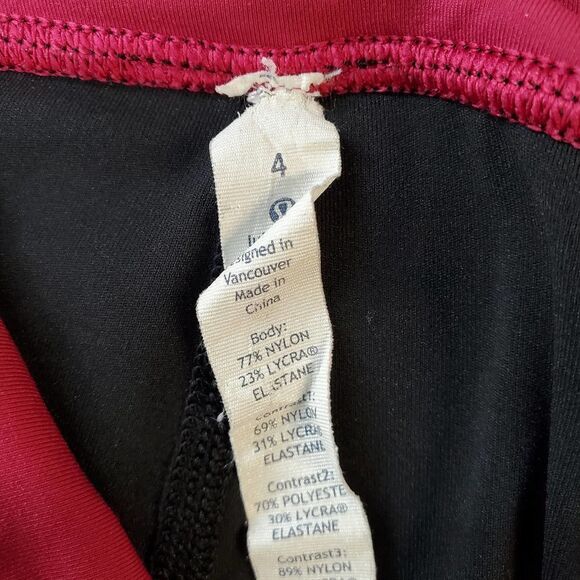 4
igned in
Vancouver
Made in
China
Body:
77% NYLON
23% LYCRA®
ELASTANE
69% NYLON
31% LYCRA
ELASTANE
Contrast2:
70% POLYESTE
30% LYCRA®
ELASTANE
Contrast3:
89% NYLON